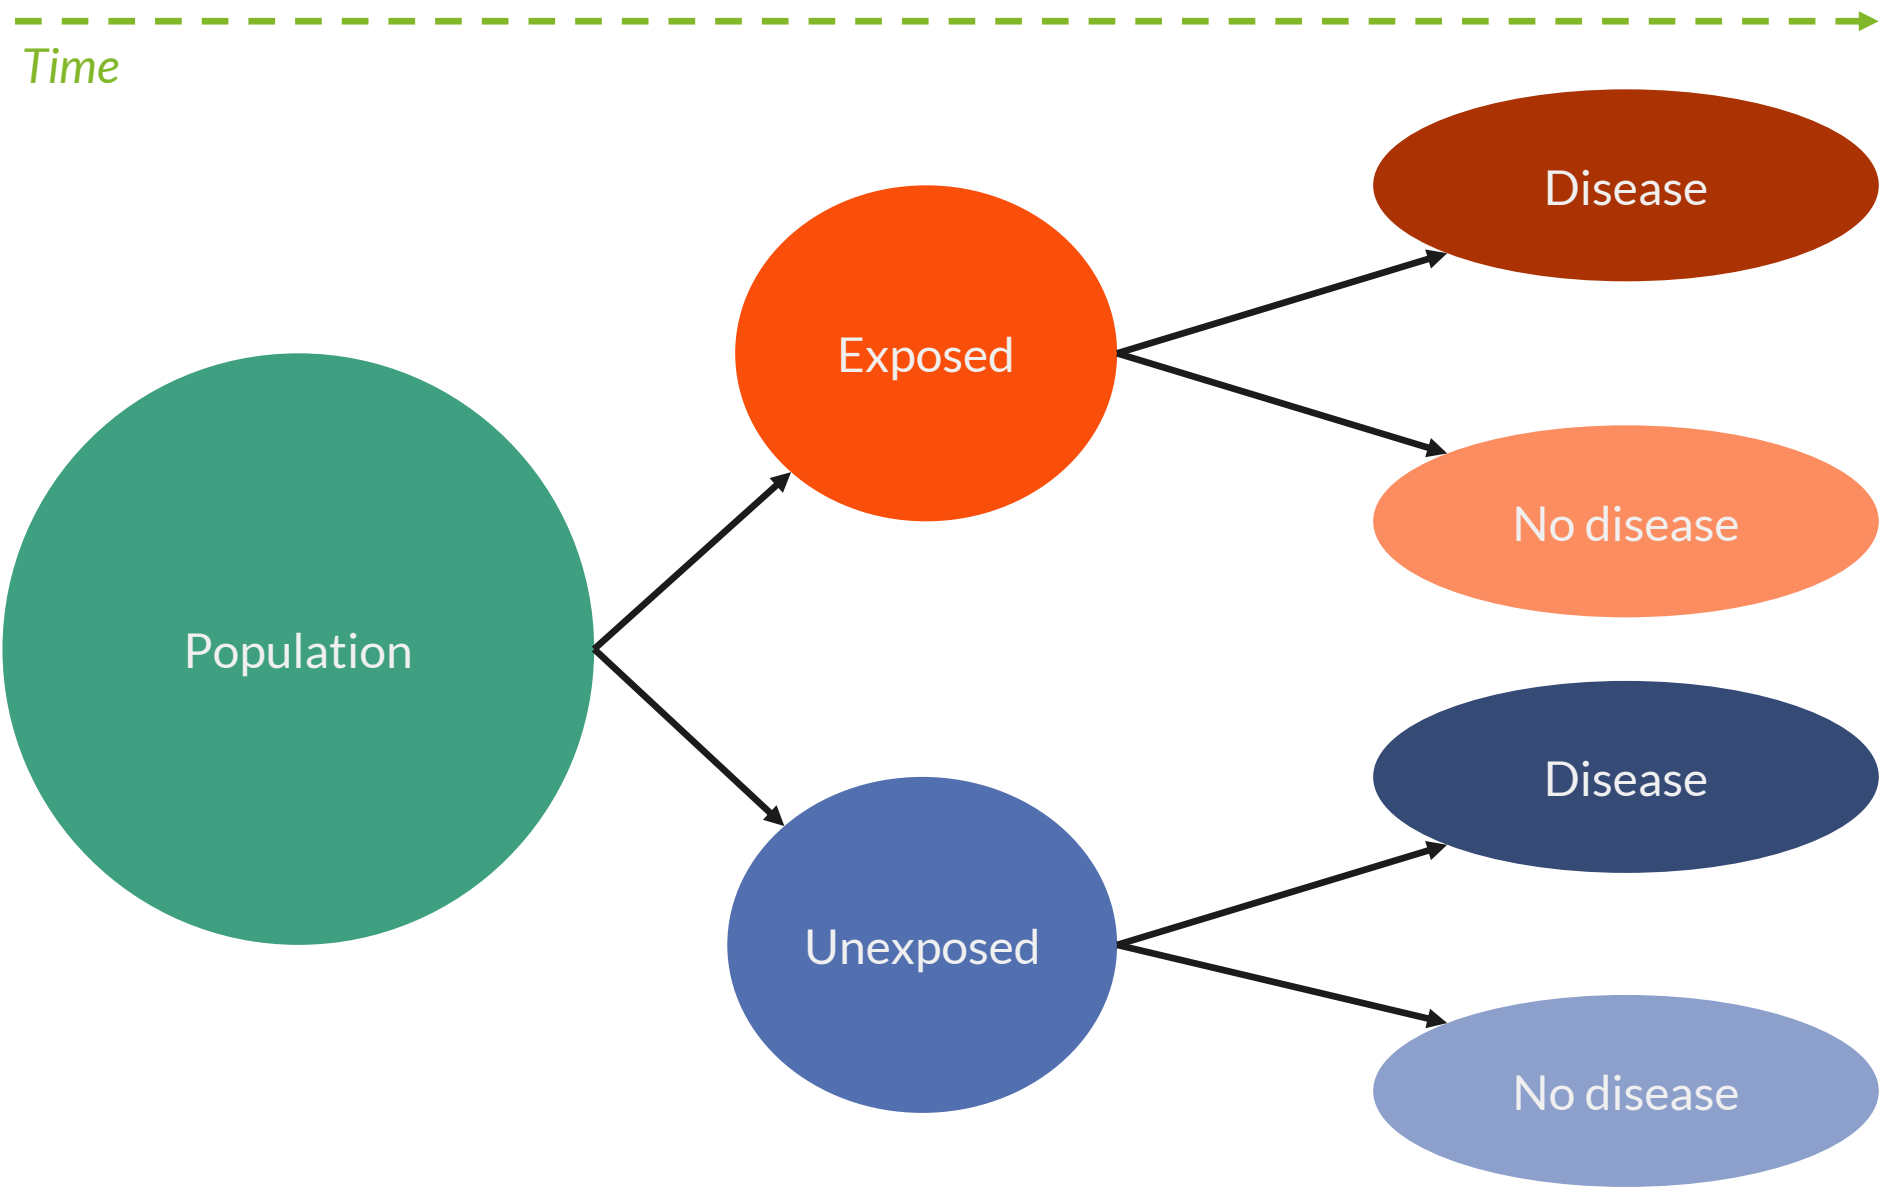 Time
Disease
Exposed
No disease
Population
Disease
Unexposed
No disease